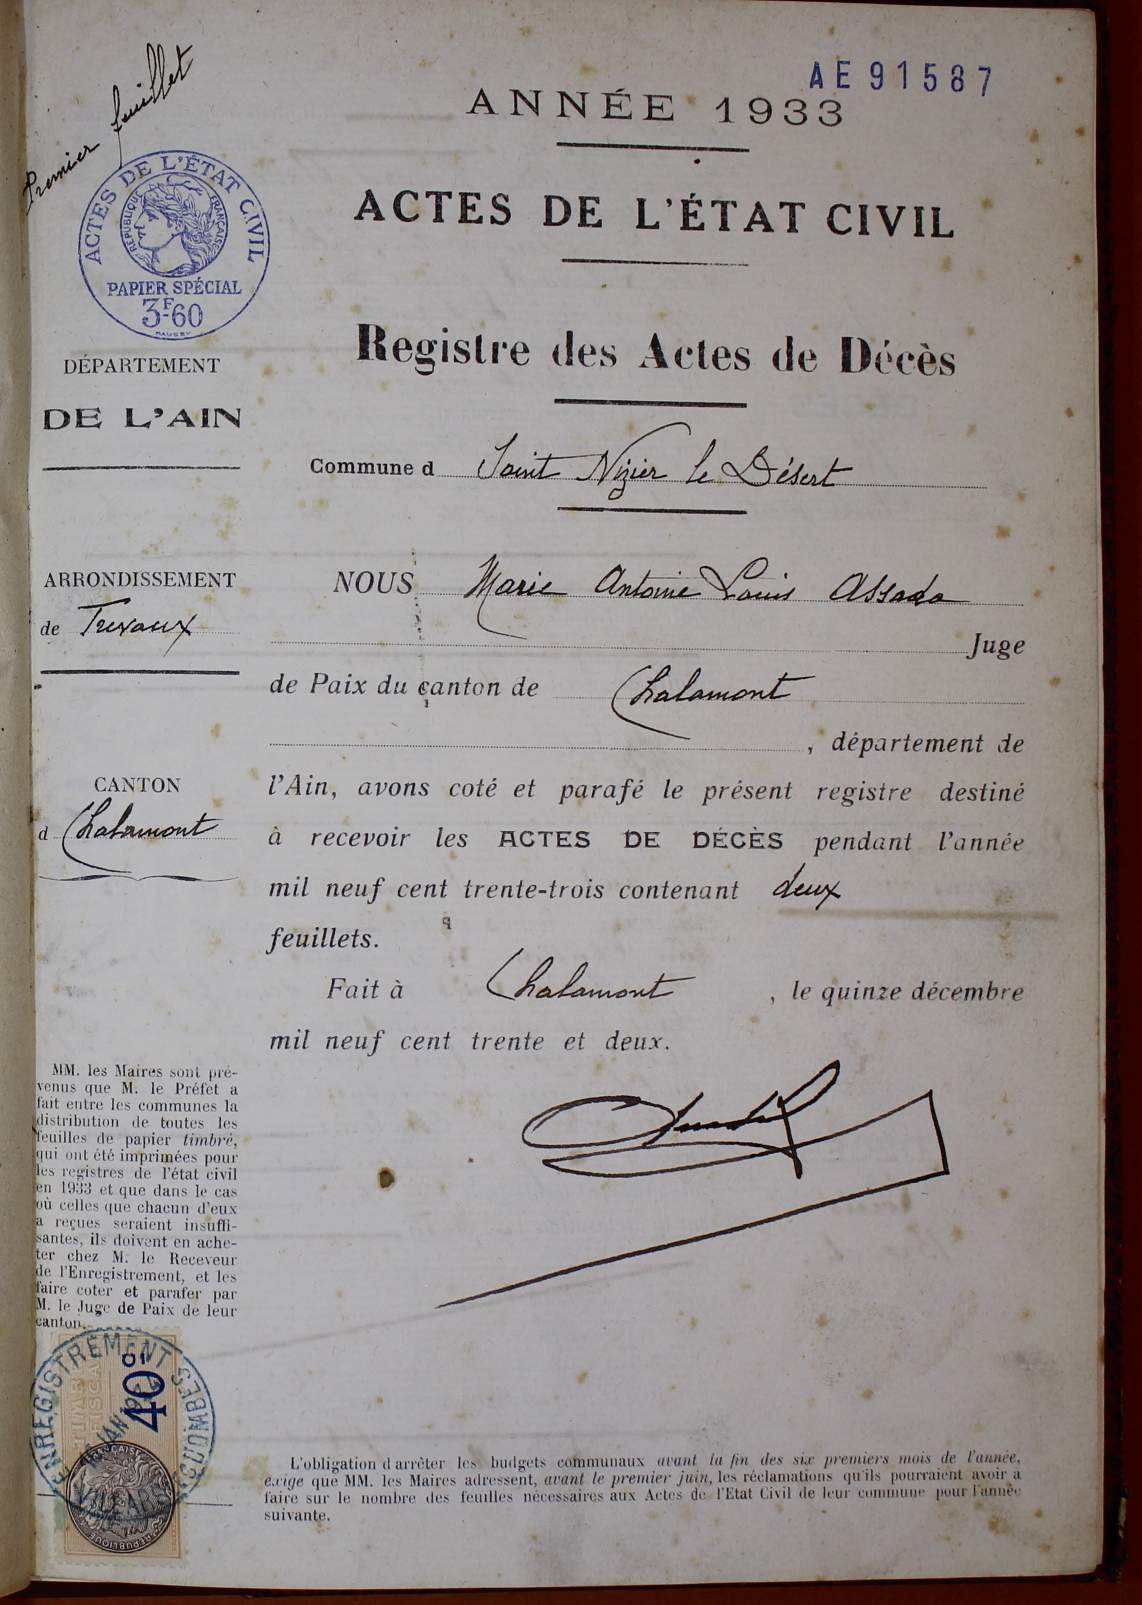 Premier feuillet
AE91587
ANNÉE 1933
ACTES DE L'ÉTAT CIVIL
Registre des Actes de Décès
Commune d Saint Nizier le Désert
ACTES DE L'ÉTAT CIVIL
RÉPUBLIQUE FRANÇAISE
PAPIER SPÉCIAL
3F-60
DÉPARTEMENT
DE L'AIN
ARRONDISSEMENT
de Trévoux
CANTON
d Chalamont
NOUS Marie Antoine Louis
Juge
de Paix du canton de Chalamont
, département de
l'Ain, avons coté et parafé le présent registre destiné
à recevoir les ACTES DE DÉCÈS pendant l'année
mil neuf cent trente-trois contenant deux
feuillets.
Fait à Chalamont, le quinze décembre
mil neuf cent trente et deux.
MM. les Maires sont pré-
venus que M. le Préfet a
fait entre les communes la
distribution de toutes les
feuilles de papier timbré,
qui ont été imprimées pour
les registres de l'état civil
en 1933 et que dans le cas
où celles que chacun d'eux
a reçues seraient insuffi-
santes, ils doivent en ache-
ter chez M. le Receveur
de l'Enregistrement, et les
faire coter et parafer par
M. le Juge de Paix de leur
canton.
ENREGISTREMENT
TIMBRE
FISCAL
40c
L'obligation d'arrêter les budgets communaux avant la fin des six premiers mois de l'année,
exige que MM. les Maires adressent, avant le premier juin, les réclamations qu'ils pourraient avoir à
faire sur le nombre des feuilles nécessaires aux Actes de l'Etat Civil de leur commune pour l'année
suivante.